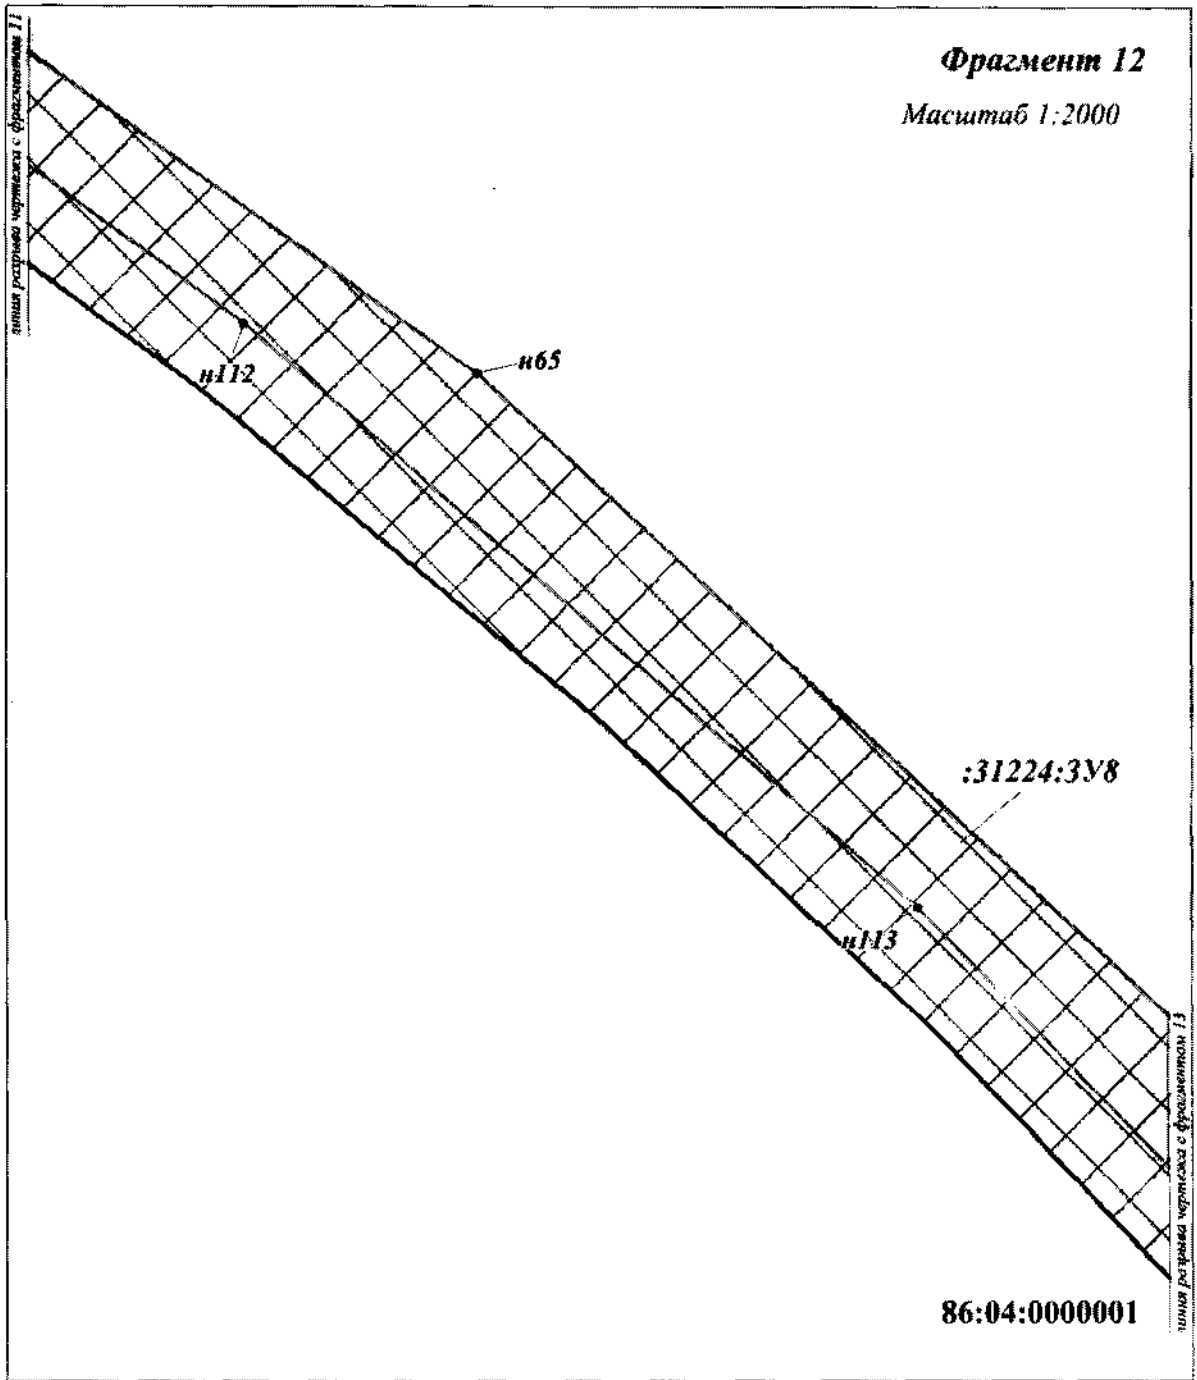 Фрагмент 12
Масштаб 1:2000
линия разрыва чертежа с фрагментом 11
н65
н112
:31224:ЗУ8
н113
линия разрыва чертежа с фрагментом 13
86:04:0000001